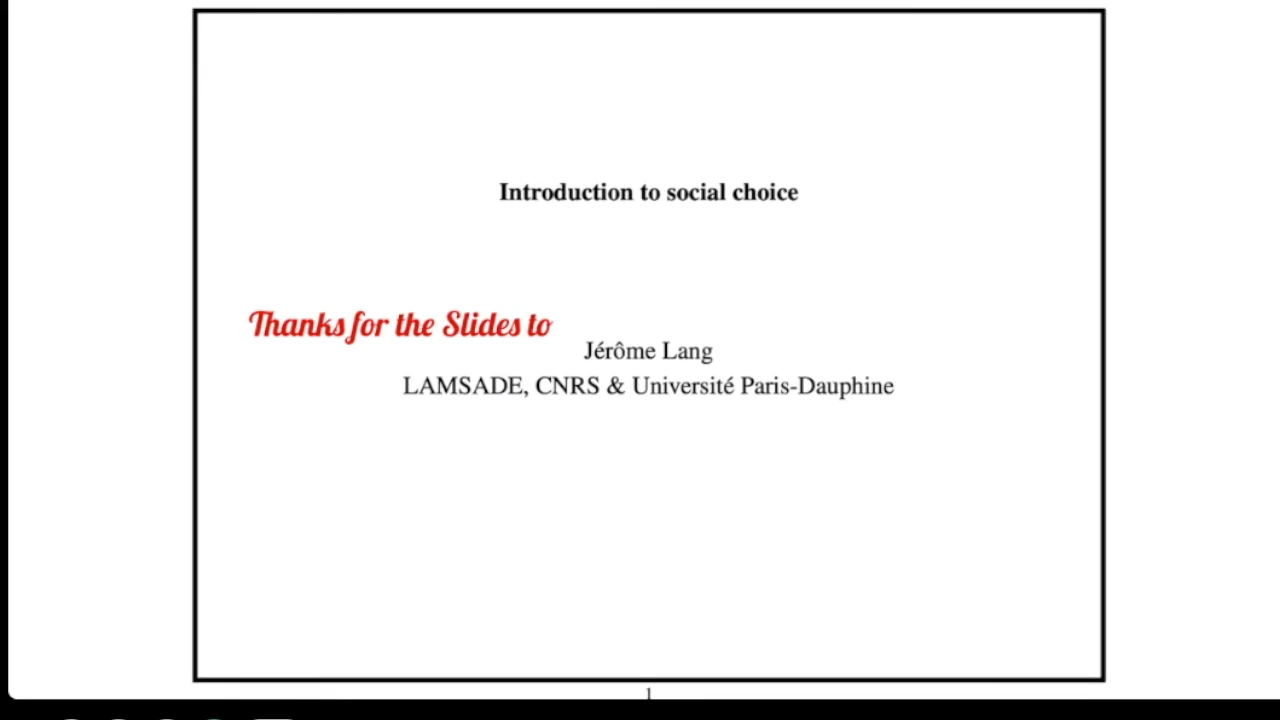 Introduction to social choice
Thanks for the Slides to
Jérôme Lang
LAMSADE, CNRS & Université Paris-Dauphine
1